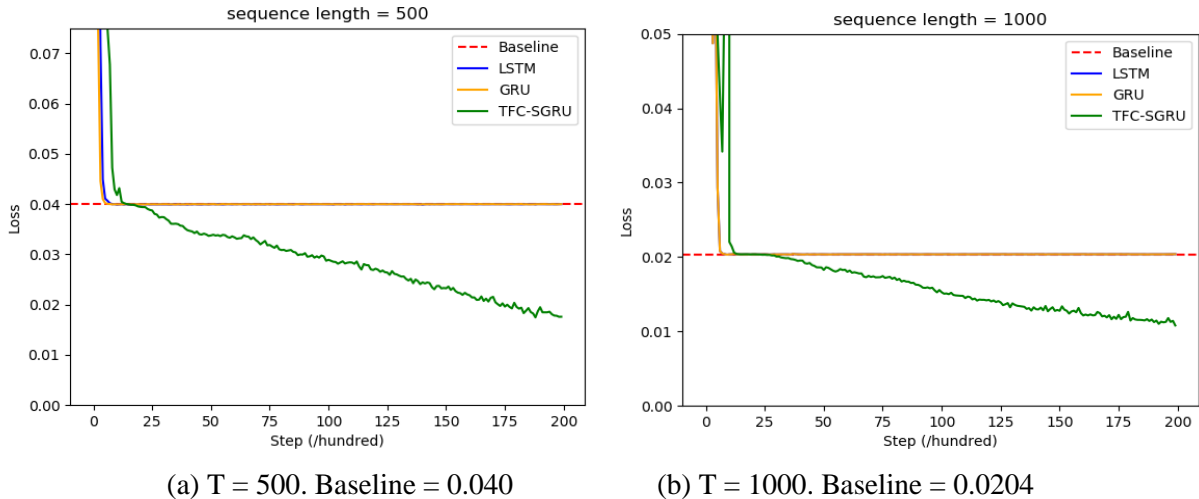 sequence length = 500
Baseline
LSTM
GRU
TFC-SGRU
Loss
0.07
0.06
0.05
0.04
0.03
0.02
0.01
0.00
0 25 50 75 100 125 150 175 200
Step (/hundred)
(a) T = 500. Baseline = 0.040
sequence length = 1000
Baseline
LSTM
GRU
TFC-SGRU
Loss
0.05
0.04
0.03
0.02
0.01
0.00
0 25 50 75 100 125 150 175 200
Step (/hundred)
(b) T = 1000. Baseline = 0.0204